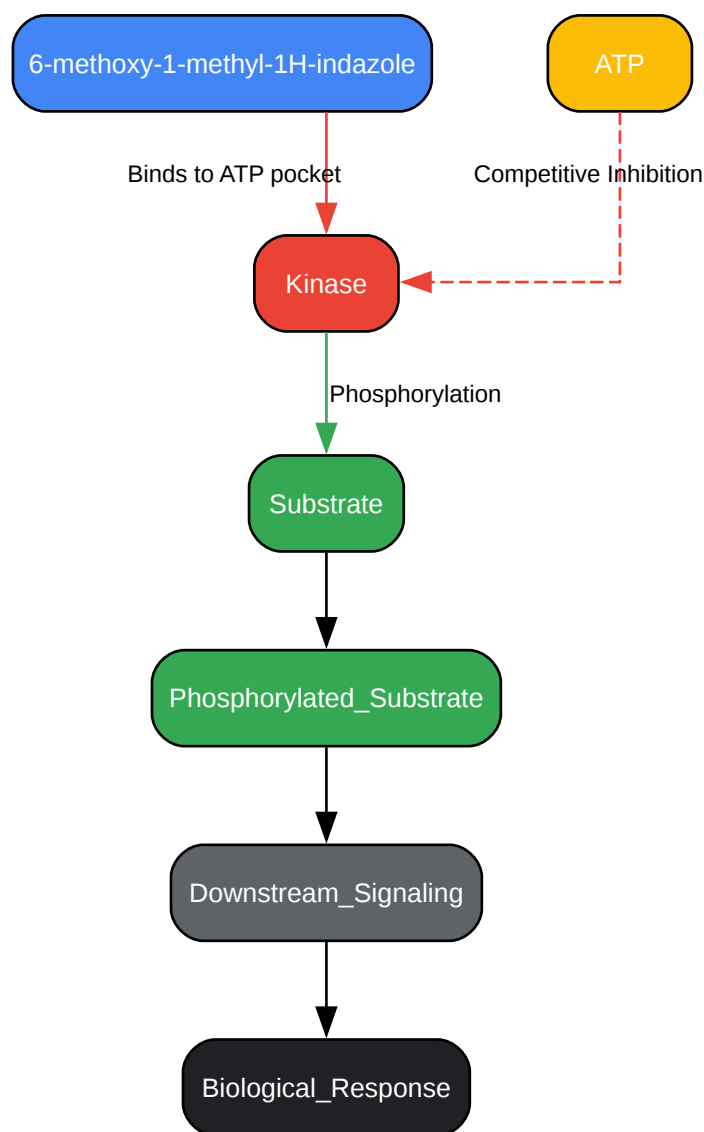 6-methoxy-1-methyl-1H-indazole
ATP
Binds to ATP pocket
Competitive Inhibition
Kinase
Phosphorylation
Substrate
Phosphorylated_Substrate
Downstream_Signaling
Biological_Response